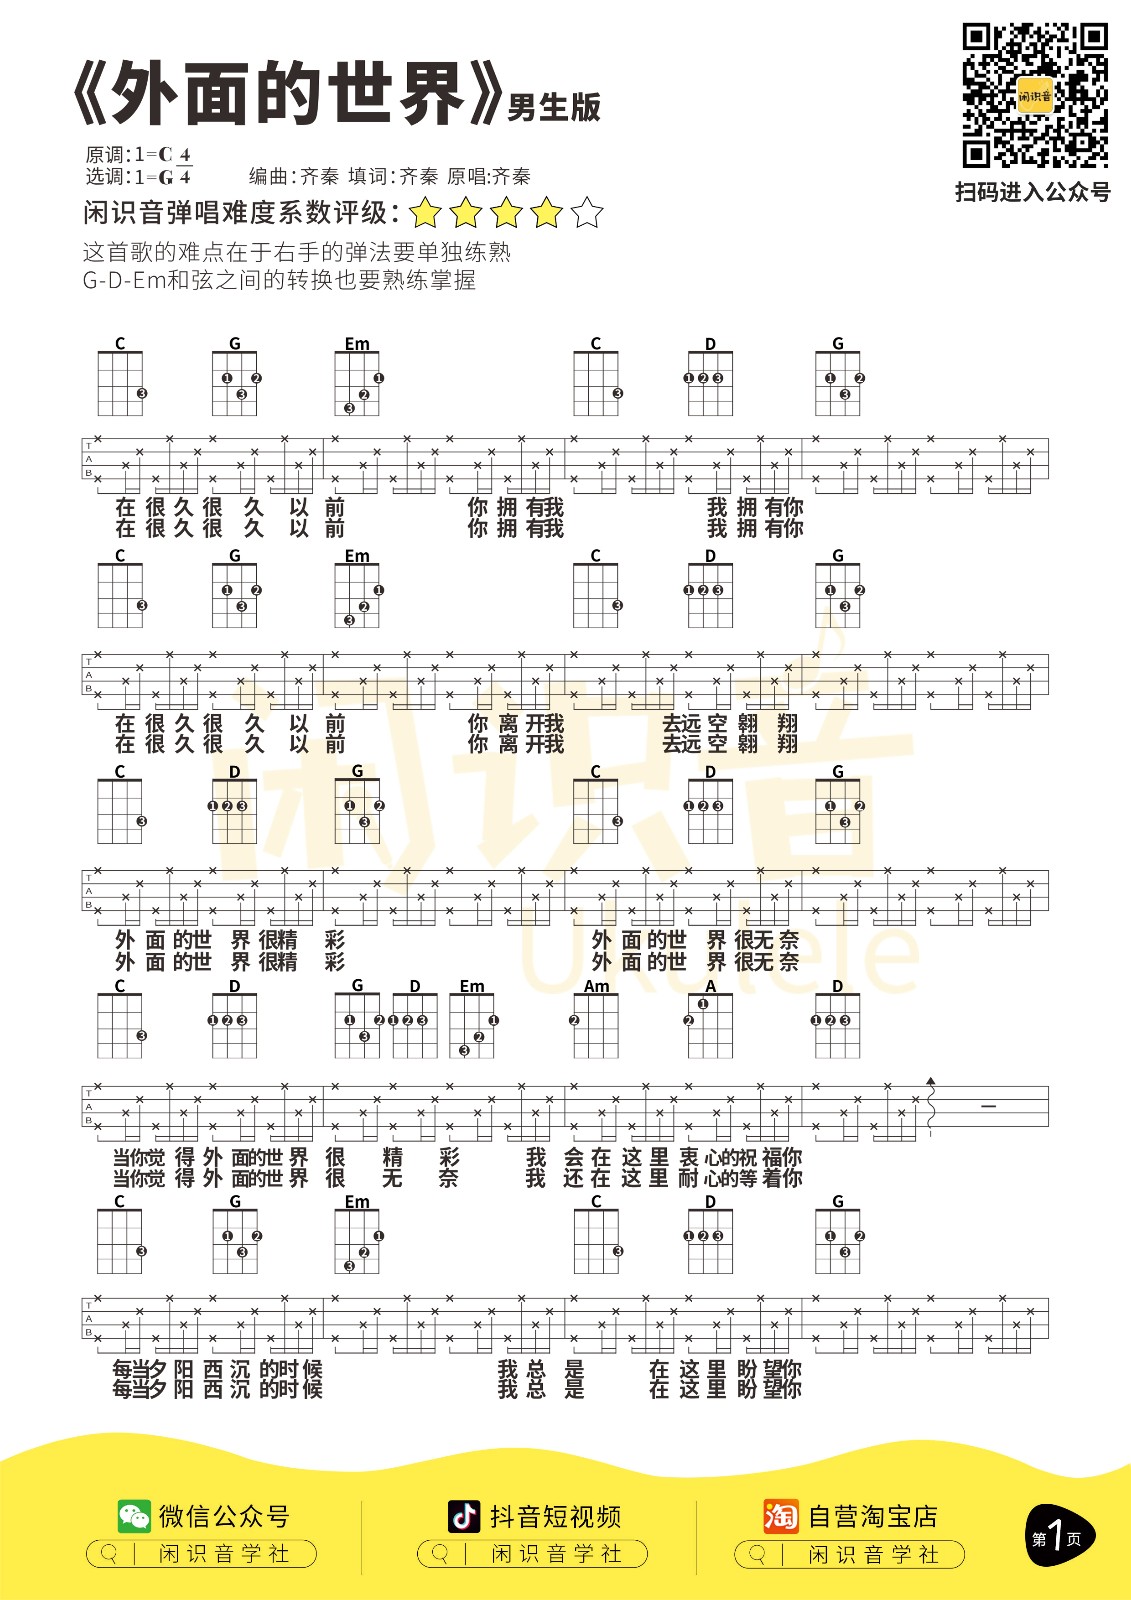 《外面的世界》男生版
闲识音
扫码进入公众号
原调:1=C 4/4
选调:1=G
编曲:齐秦 填词:齐秦 原唱:齐秦
闲识音弹唱难度系数评级:
这首歌的难点在于右手的弹法要单独练熟
G-D-Em和弦之间的转换也要熟练掌握
C G Em C D G
T A B
在很久很久以前 你拥有我 我拥有你
在很久很久以前 你拥有我 我拥有你
C G Em C D G
T A B
在很久很久以前 你离开我 去远空翱翔
在很久很久以前 你离开我 去远空翱翔
C D G C D G
T A B
外面的世界很精彩 外面的世界很无奈
外面的世界很精彩 外面的世界很无奈
C D G D Em Am A D
T A B
当你觉得外面的世界很精彩 我会在这里衷心的祝福你
当你觉得外面的世界很无奈 我还在这里耐心的等着你
C G Em C D G
T A B
每当夕阳西沉的时候 我总是在这里盼望你
每当夕阳西沉的时候 我总是在这里盼望你
闲识音
Ukulele
微信公众号 抖音短视频 淘 自营淘宝店
闲识音学社 闲识音学社 闲识音学社
第1页